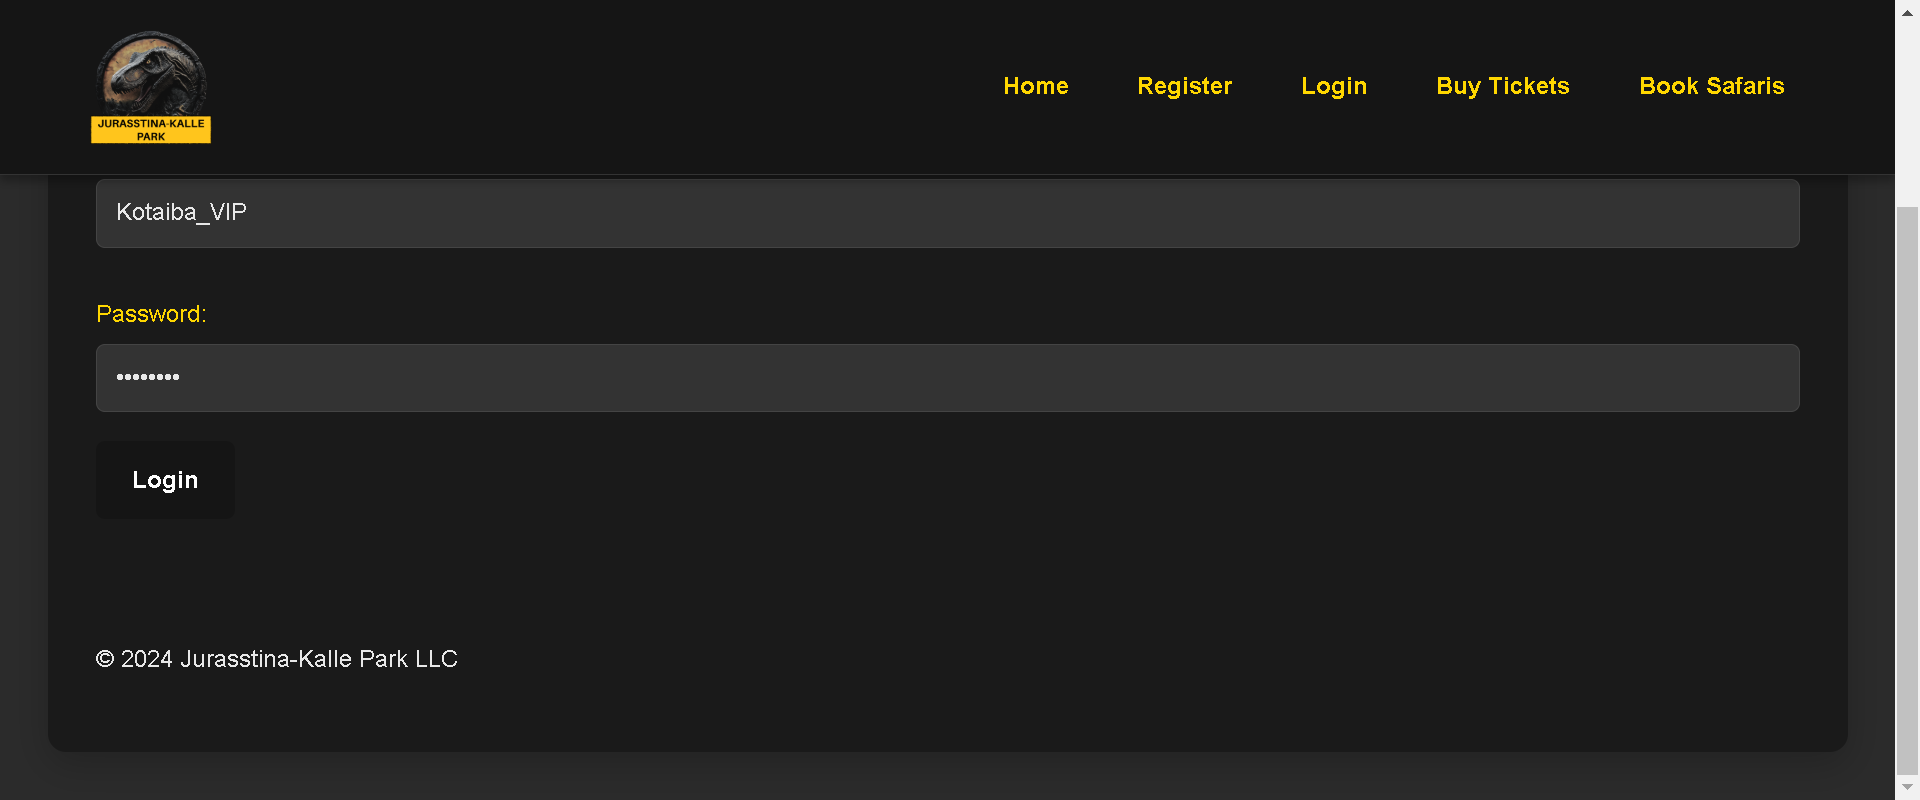 JURASSTINA-KALLE
PARK
Home Register Login Buy Tickets Book Safaris
Kotaiba_VIP
Password:
••••••••
Login
© 2024 Jurasstina-Kalle Park LLC